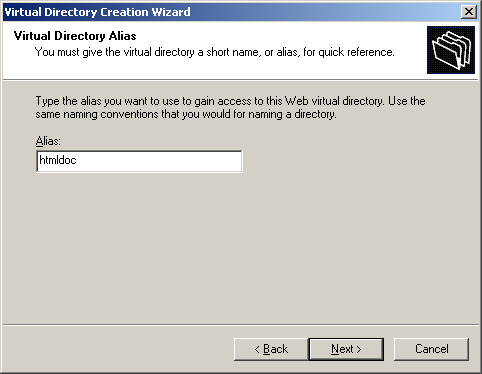 Virtual Directory Creation Wizard
Virtual Directory Alias
You must give the virtual directory a short name, or alias, for quick reference.
Type the alias you want to use to gain access to this Web virtual directory. Use the
same naming conventions that you would for naming a directory.
Alias:
htmldoc
< Back Next > Cancel